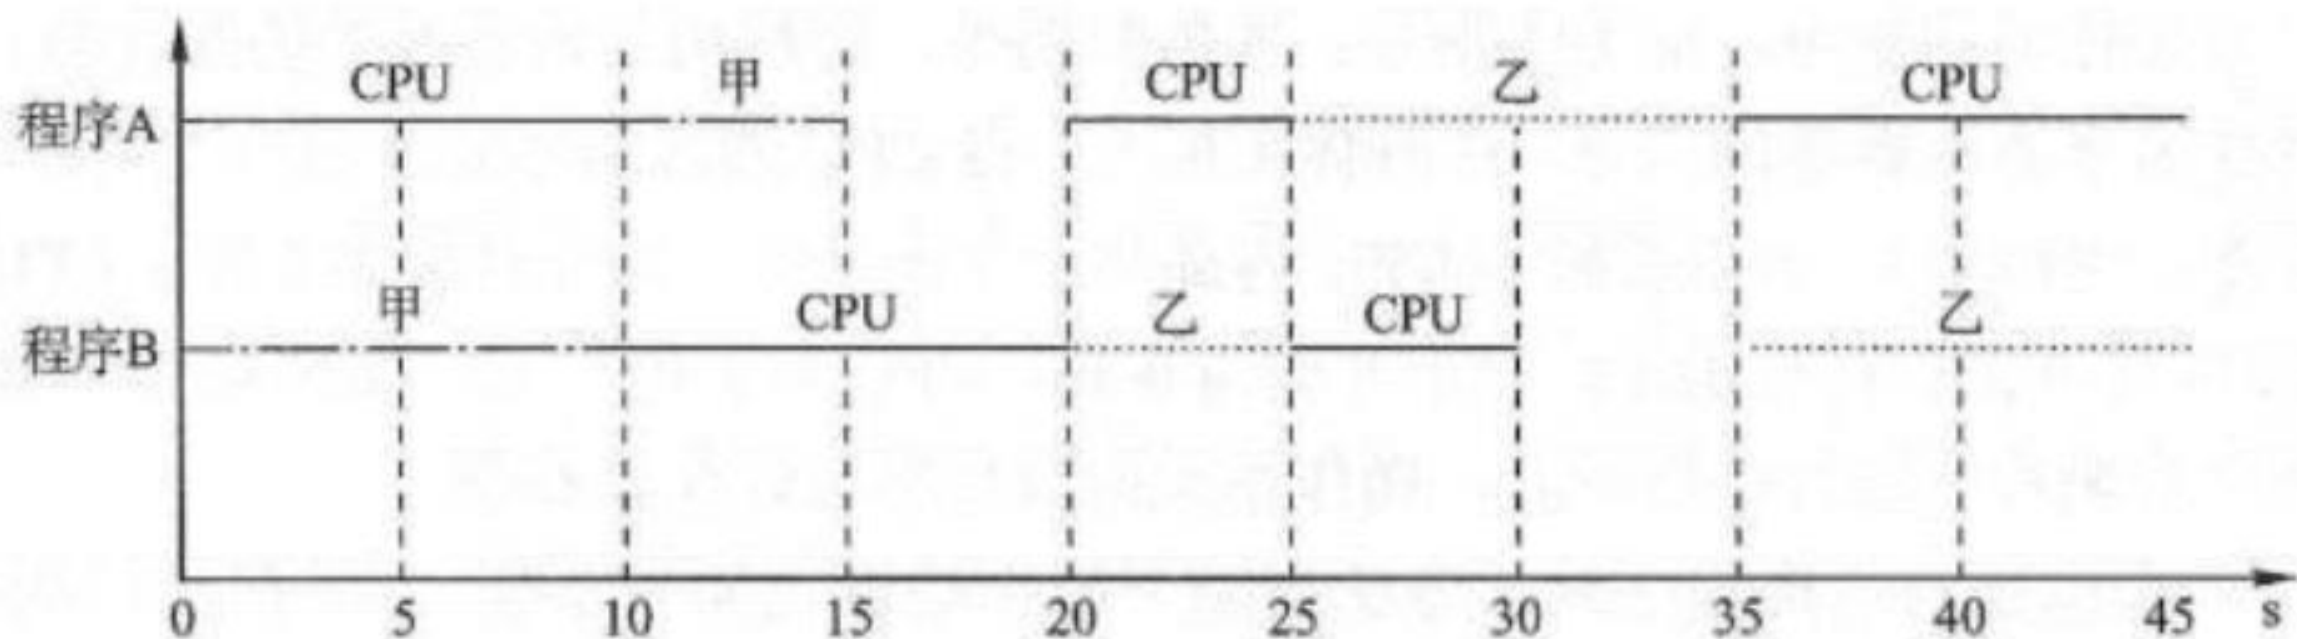 CPU 甲 CPU 乙 CPU
程序A
甲 CPU 乙 CPU 乙
程序B
0 5 10 15 20 25 30 35 40 45 s